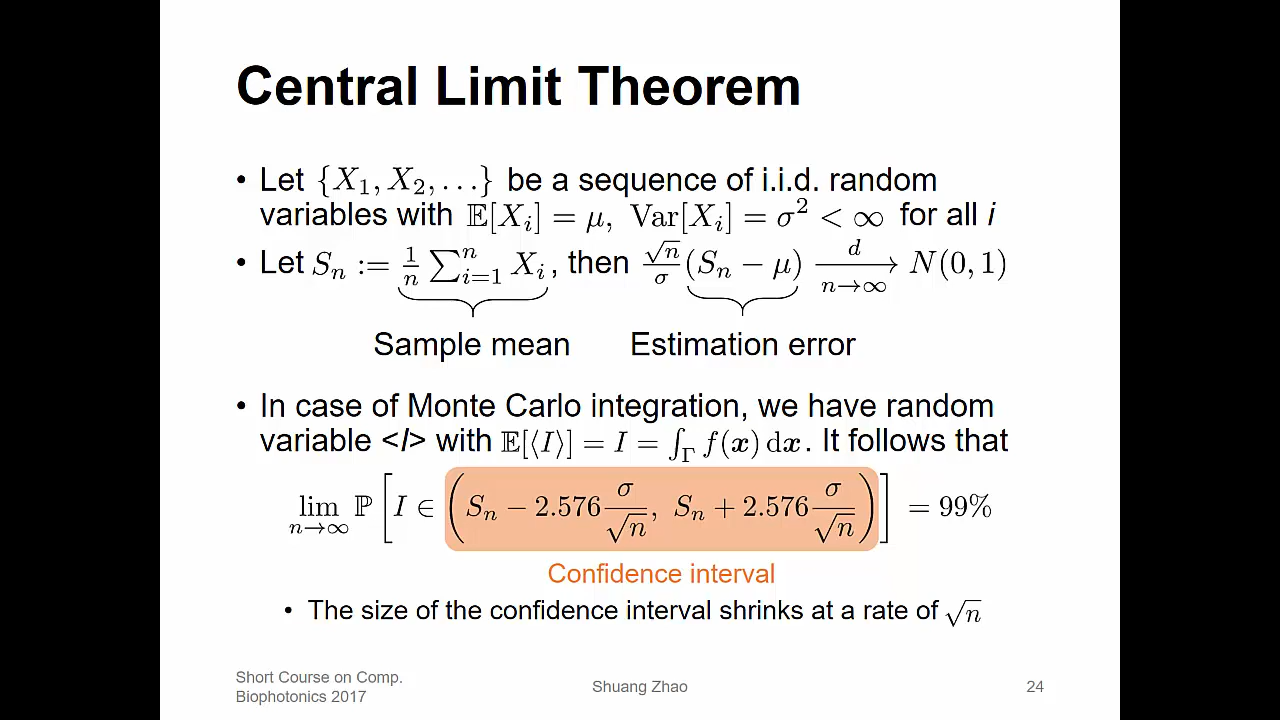 Central Limit Theorem
• Let {X₁, X₂, …} be a sequence of i.i.d. random
variables with 𝔼[Xᵢ] = μ, Var[Xᵢ] = σ² < ∞ for all i
• Let Sₙ := 1/n ∑ⁿᵢ₌₁ Xᵢ, then √n/σ (Sₙ − μ) d→ n→∞ N(0, 1)
Sample mean Estimation error
• In case of Monte Carlo integration, we have random
variable <I> with 𝔼[⟨I⟩] = I = ∫_Γ f(x) dx. It follows that
lim n→∞ ℙ[I ∈ (Sₙ − 2.576 σ/√n, Sₙ + 2.576 σ/√n)] = 99%
Confidence interval
• The size of the confidence interval shrinks at a rate of √n
Short Course on Comp.
Biophotonics 2017
Shuang Zhao
24